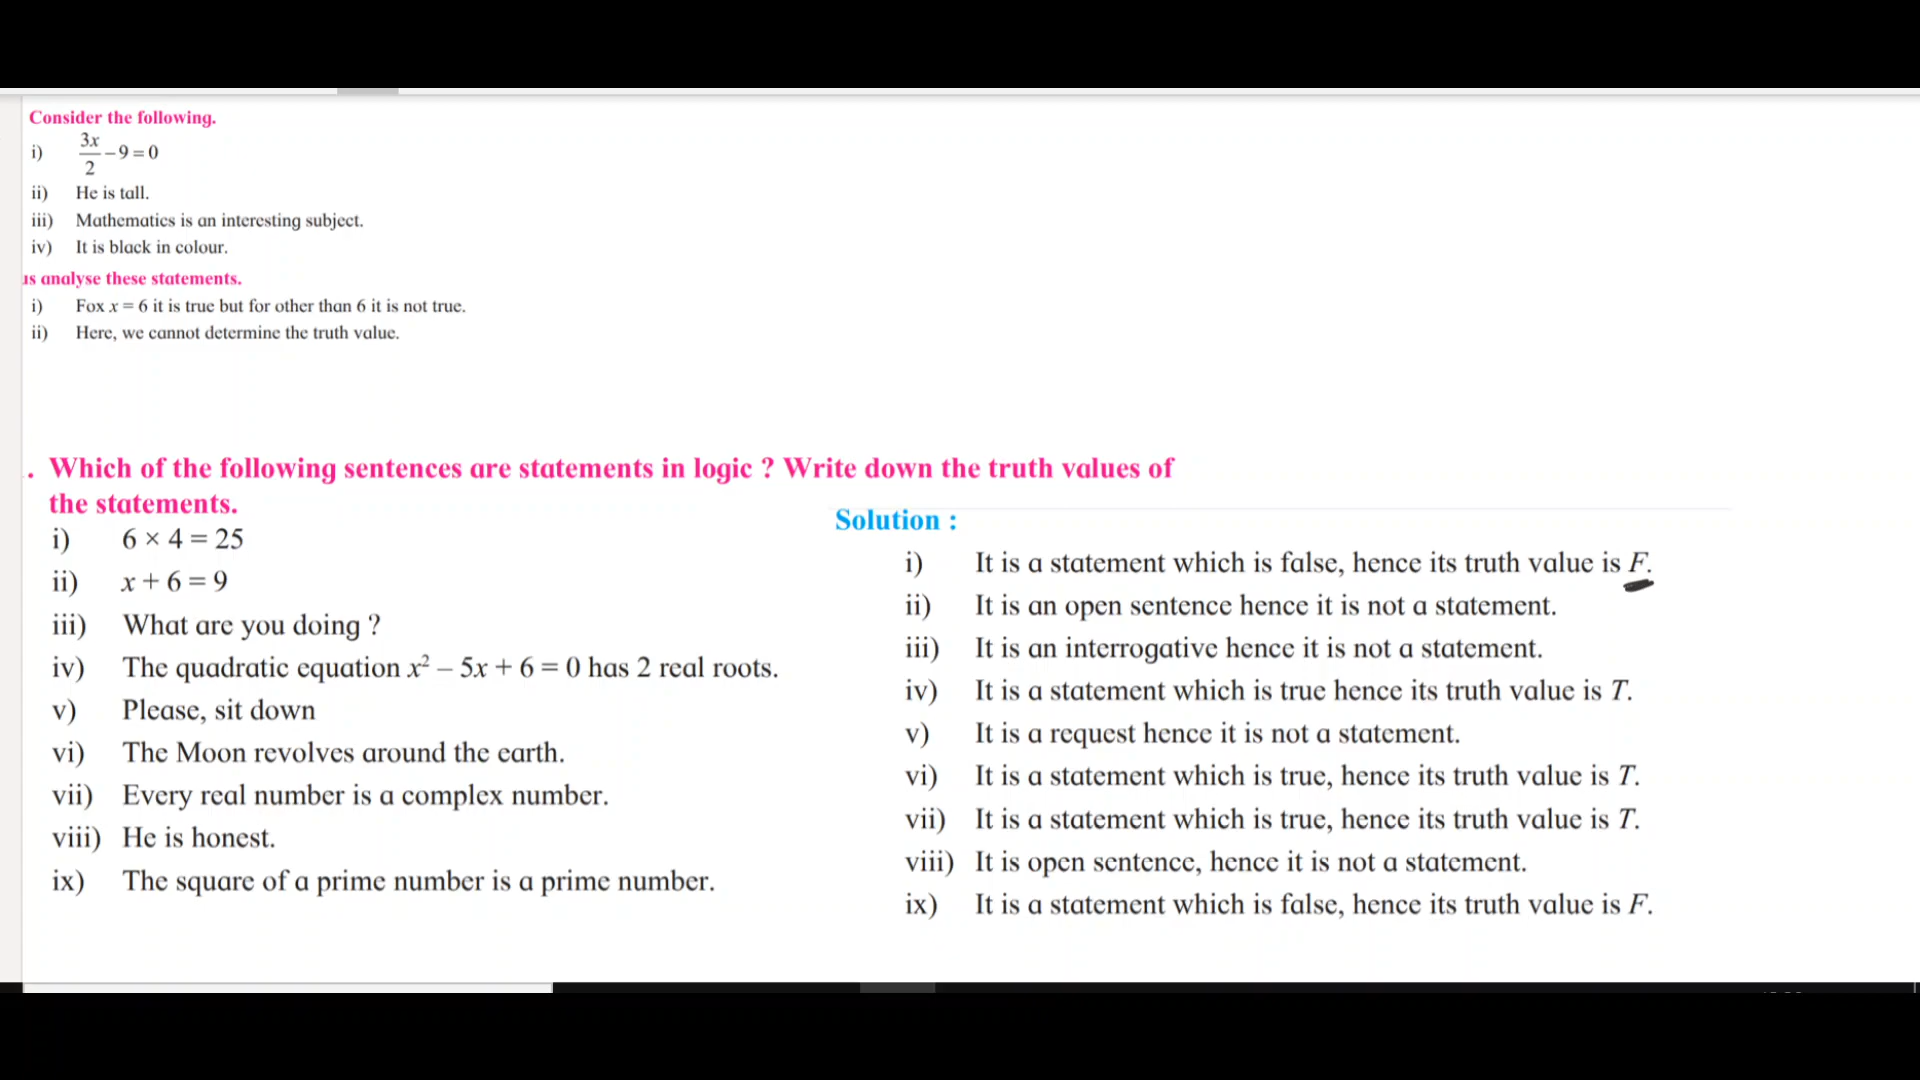 Consider the following.
i) 3x/2 – 9 = 0
ii) He is tall.
iii) Mathematics is an interesting subject.
iv) It is black in colour.
us analyse these statements.
i) Fox x = 6 it is true but for other than 6 it is not true.
ii) Here, we cannot determine the truth value.
. Which of the following sentences are statements in logic ? Write down the truth values of
the statements.
i) 6 × 4 = 25
ii) x + 6 = 9
iii) What are you doing ?
iv) The quadratic equation x² – 5x + 6 = 0 has 2 real roots.
v) Please, sit down
vi) The Moon revolves around the earth.
vii) Every real number is a complex number.
viii) He is honest.
ix) The square of a prime number is a prime number.
Solution :
i) It is a statement which is false, hence its truth value is F.
ii) It is an open sentence hence it is not a statement.
iii) It is an interrogative hence it is not a statement.
iv) It is a statement which is true hence its truth value is T.
v) It is a request hence it is not a statement.
vi) It is a statement which is true, hence its truth value is T.
vii) It is a statement which is true, hence its truth value is T.
viii) It is open sentence, hence it is not a statement.
ix) It is a statement which is false, hence its truth value is F.